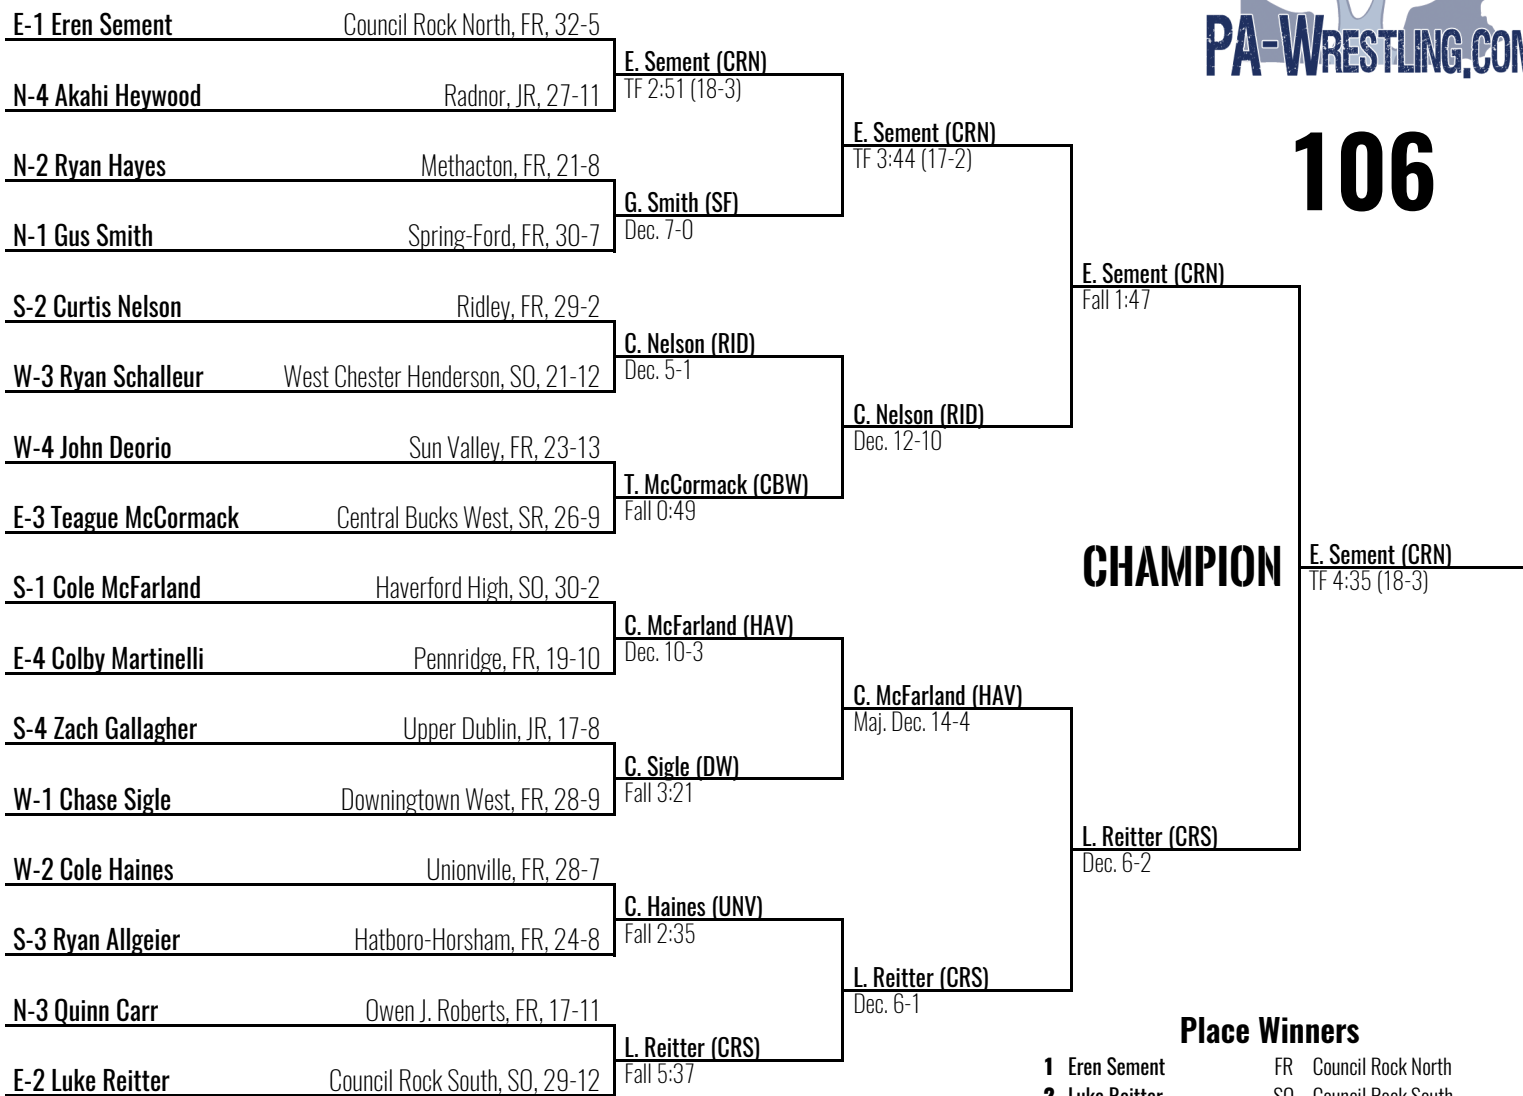 E-1 Eren Sement Council Rock North, FR, 32-5
E. Sement (CRN)
TF 2:51 (18-3)
N-4 Akahi Heywood Radnor, JR, 27-11
E. Sement (CRN)
TF 3:44 (17-2)
N-2 Ryan Hayes Methacton, FR, 21-8
G. Smith (SF)
Dec. 7-0
N-1 Gus Smith Spring-Ford, FR, 30-7
E. Sement (CRN)
Fall 1:47
S-2 Curtis Nelson Ridley, FR, 29-2
C. Nelson (RID)
Dec. 5-1
W-3 Ryan Schalleur West Chester Henderson, SO, 21-12
C. Nelson (RID)
Dec. 12-10
W-4 John Deorio Sun Valley, FR, 23-13
T. McCormack (CBW)
Fall 0:49
E-3 Teague McCormack Central Bucks West, SR, 26-9
CHAMPION
E. Sement (CRN)
TF 4:35 (18-3)
S-1 Cole McFarland Haverford High, SO, 30-2
C. McFarland (HAV)
Dec. 10-3
E-4 Colby Martinelli Pennridge, FR, 19-10
C. McFarland (HAV)
Maj. Dec. 14-4
S-4 Zach Gallagher Upper Dublin, JR, 17-8
C. Sigle (DW)
Fall 3:21
W-1 Chase Sigle Downingtown West, FR, 28-9
L. Reitter (CRS)
Dec. 6-2
W-2 Cole Haines Unionville, FR, 28-7
C. Haines (UNV)
Fall 2:35
S-3 Ryan Allgeier Hatboro-Horsham, FR, 24-8
L. Reitter (CRS)
Dec. 6-1
N-3 Quinn Carr Owen J. Roberts, FR, 17-11
L. Reitter (CRS)
Fall 5:37
E-2 Luke Reitter Council Rock South, SO, 29-12
PA-WRESTLING.COM
106
Place Winners
1 Eren Sement FR Council Rock North
2 Luke Reitter SO Council Rock South